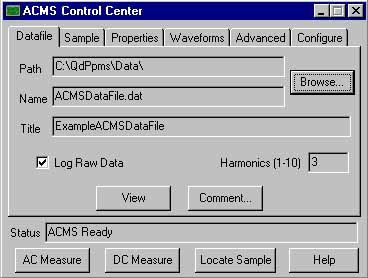 ACMS Control Center
Datafile Sample Properties Waveforms Advanced Configure
Path C:\QdPpms\Data\
Browse...
Name ACMSDataFile.dat
Title ExampleACMSDataFile
Log Raw Data Harmonics (1-10) 3
View Comment...
Status ACMS Ready
AC Measure DC Measure Locate Sample Help